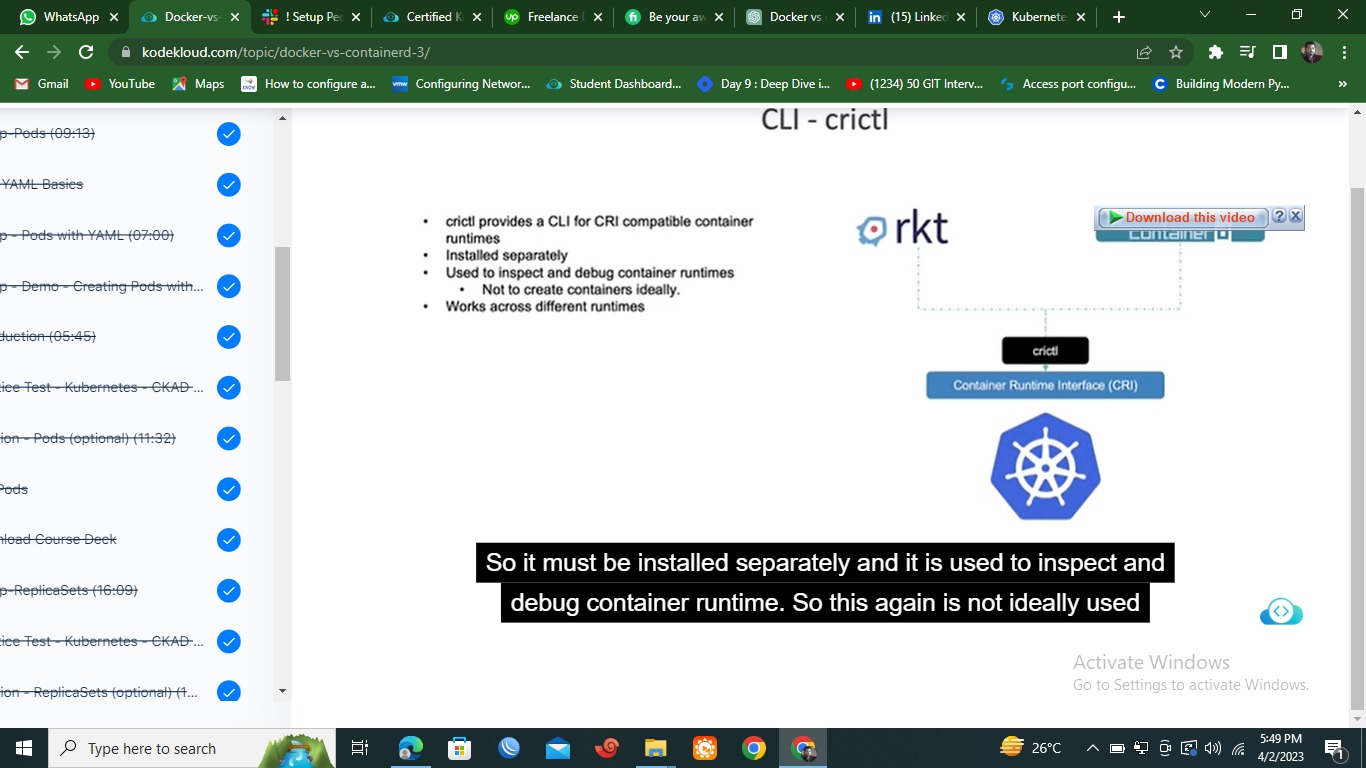 WhatsApp
Docker-vs-
! Setup Pec
Certified K
Freelance
Be your aw
Docker vs
(15) Linked
Kubernete
kodekloud.com/topic/docker-vs-containerd-3/
Gmail
YouTube
Maps
How to configure a...
Configuring Networ...
Student Dashboard...
Day 9 : Deep Dive i...
(1234) 50 GIT Interv...
Access port configu...
Building Modern Py...
»
p-Pods (09:13)
YAML Basics
p - Pods with YAML (07:00)
p - Demo - Creating Pods with...
duction (05:45)
ice Test - Kubernetes - CKAD ...
ion - Pods (optional) (11:32)
Pods
nload Course Deck
p-ReplicaSets (16:09)
ice Test - Kubernetes - CKAD ...
ion - ReplicaSets (optional) (1...
CLI - crictl
• crictl provides a CLI for CRI compatible container
runtimes
• Installed separately
• Used to inspect and debug container runtimes
• Not to create containers ideally.
• Works across different runtimes
rkt
Download this video
? X
container
crictl
Container Runtime Interface (CRI)
So it must be installed separately and it is used to inspect and
debug container runtime. So this again is not ideally used
Activate Windows
Go to Settings to activate Windows.
Type here to search
26°C
5:49 PM
4/2/2023
1